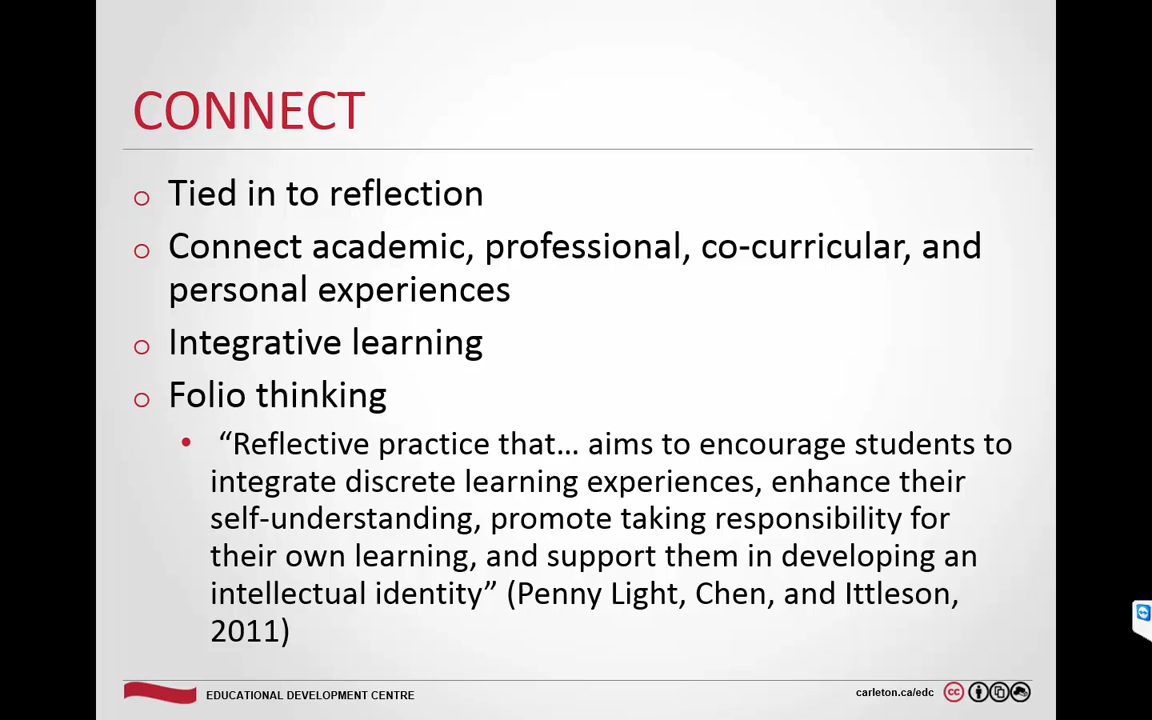 CONNECT
o Tied in to reflection
o Connect academic, professional, co-curricular, and
personal experiences
o Integrative learning
o Folio thinking
• “Reflective practice that… aims to encourage students to
integrate discrete learning experiences, enhance their
self-understanding, promote taking responsibility for
their own learning, and support them in developing an
intellectual identity” (Penny Light, Chen, and Ittleson,
2011)
EDUCATIONAL DEVELOPMENT CENTRE
carleton.ca/edc cc